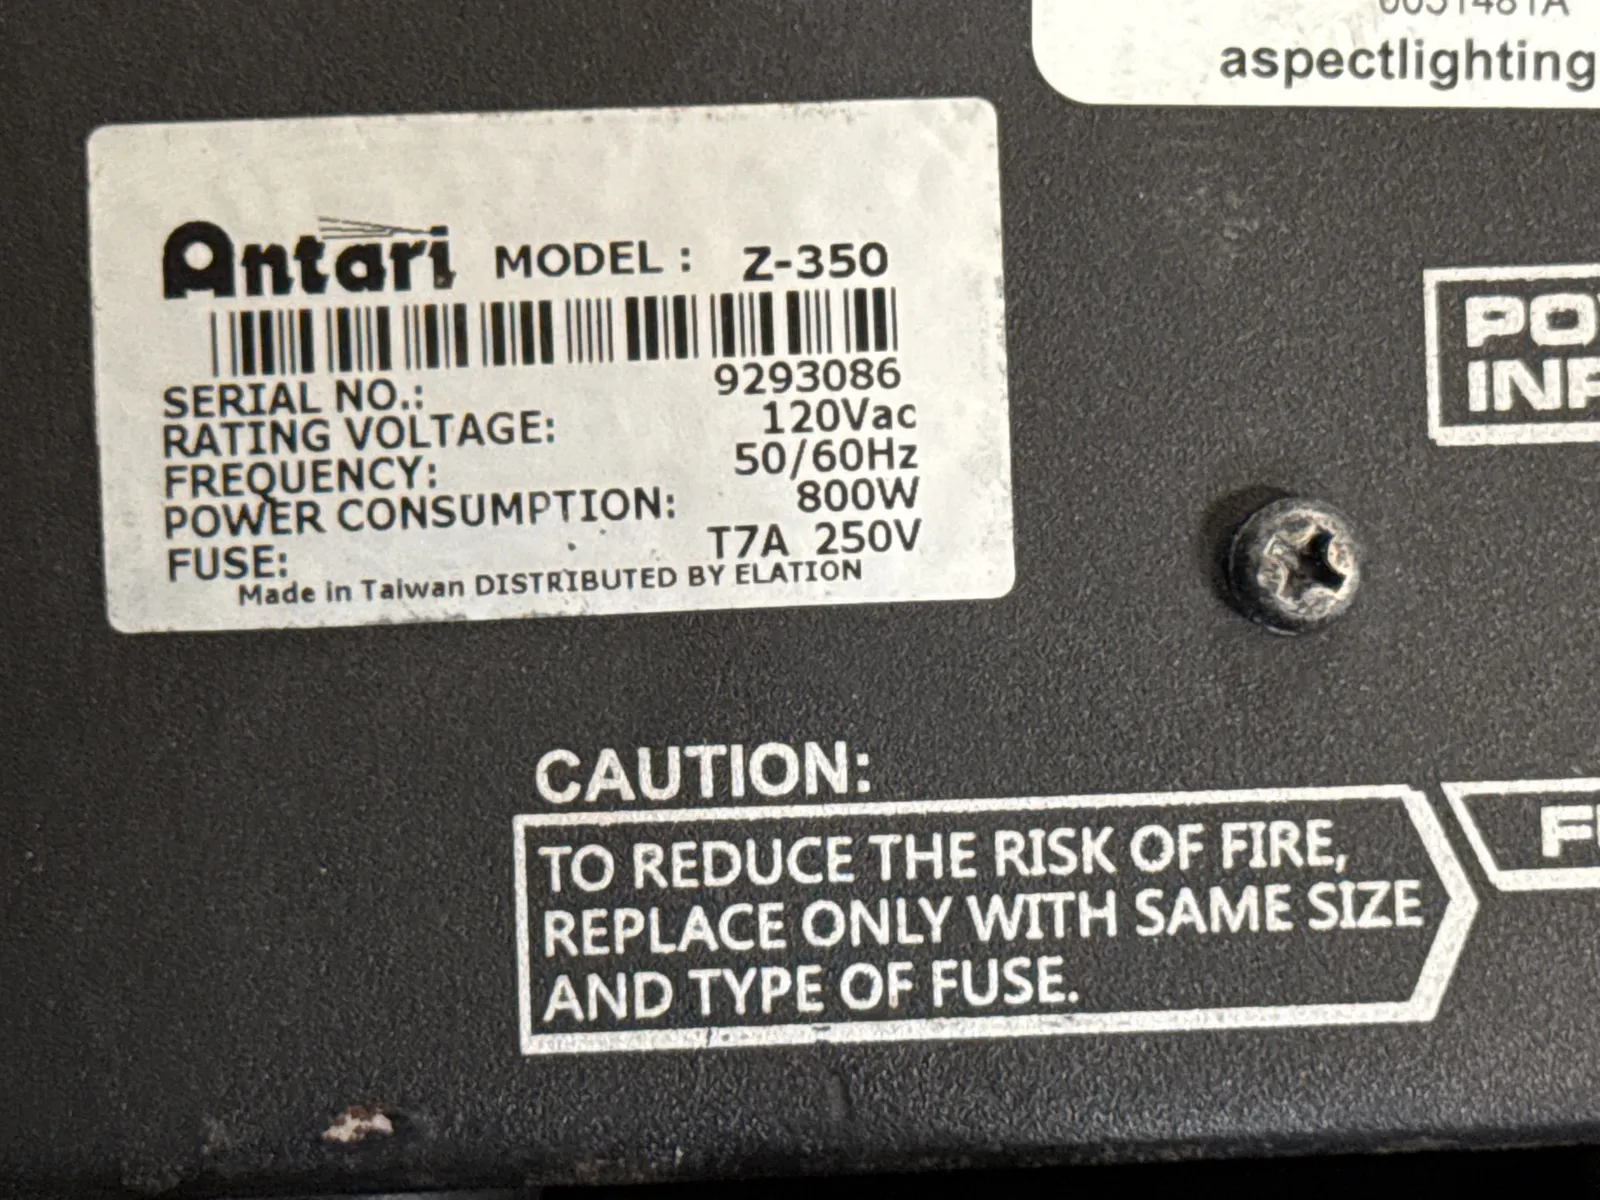 aspectlighting
Antari MODEL : Z-350
SERIAL NO.: 9293086
RATING VOLTAGE: 120Vac
FREQUENCY: 50/60Hz
POWER CONSUMPTION: 800W
FUSE: T7A 250V
Made in Taiwan DISTRIBUTED BY ELATION
CAUTION:
TO REDUCE THE RISK OF FIRE,
REPLACE ONLY WITH SAME SIZE
AND TYPE OF FUSE.